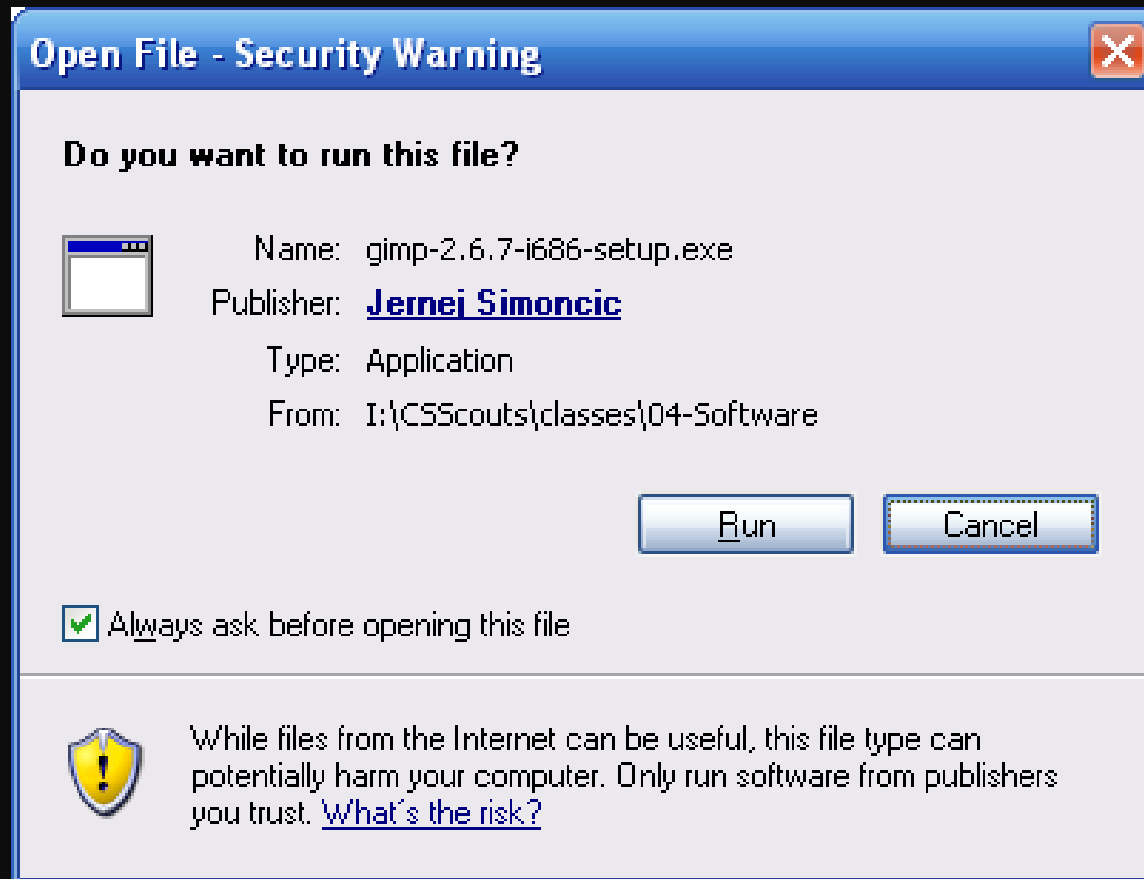 Open File - Security Warning
Do you want to run this file?
Name: gimp-2.6.7-i686-setup.exe
Publisher: Jernej Simoncic
Type: Application
From: I:\CSScouts\classes\04-Software
Run Cancel
Always ask before opening this file
While files from the Internet can be useful, this file type can
potentially harm your computer. Only run software from publishers
you trust. What's the risk?